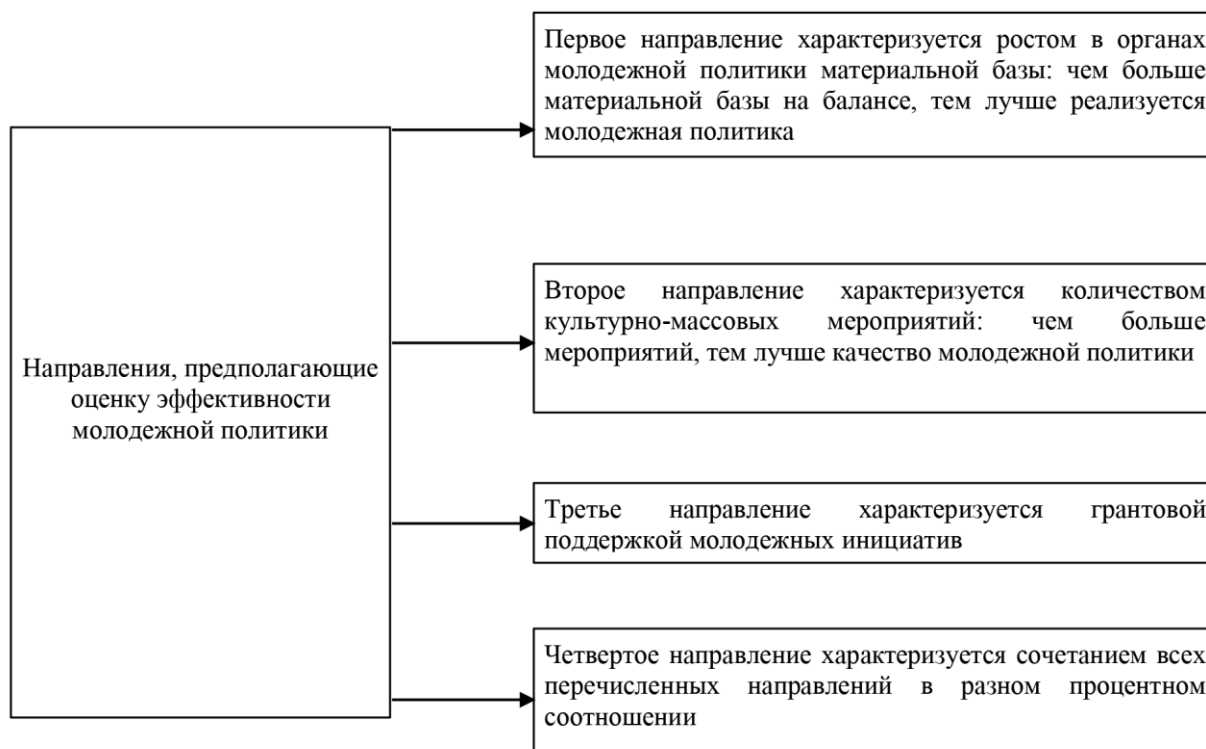 Первое направление характеризуется ростом в органах
молодежной политики материальной базы: чем больше
материальной базы на балансе, тем лучше реализуется
молодежная политика
Второе направление характеризуется количеством
культурно-массовых мероприятий: чем больше
мероприятий, тем лучше качество молодежной политики
Направления, предполагающие
оценку эффективности
молодежной политики
Третье направление характеризуется грантовой
поддержкой молодежных инициатив
Четвертое направление характеризуется сочетанием всех
перечисленных направлений в разном процентном
соотношении